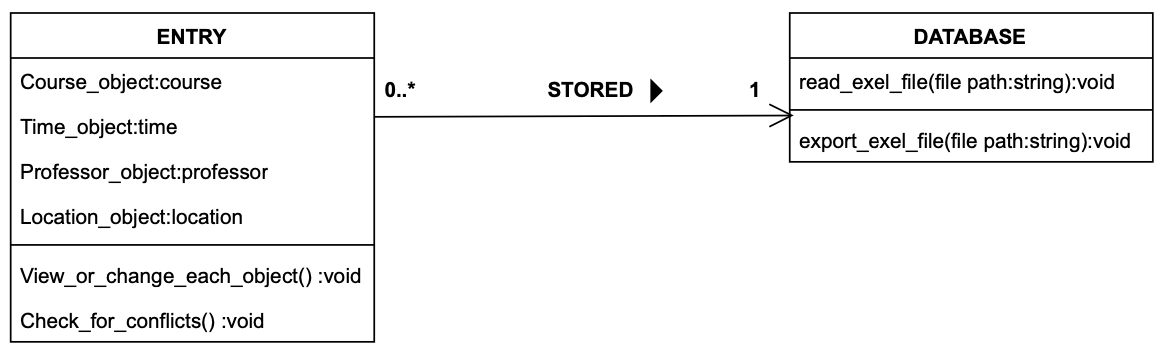 ENTRY
Course_object:course
Time_object:time
Professor_object:professor
Location_object:location
View_or_change_each_object() :void
Check_for_conflicts() :void
0..*
STORED
1
DATABASE
read_exel_file(file path:string):void
export_exel_file(file path:string):void